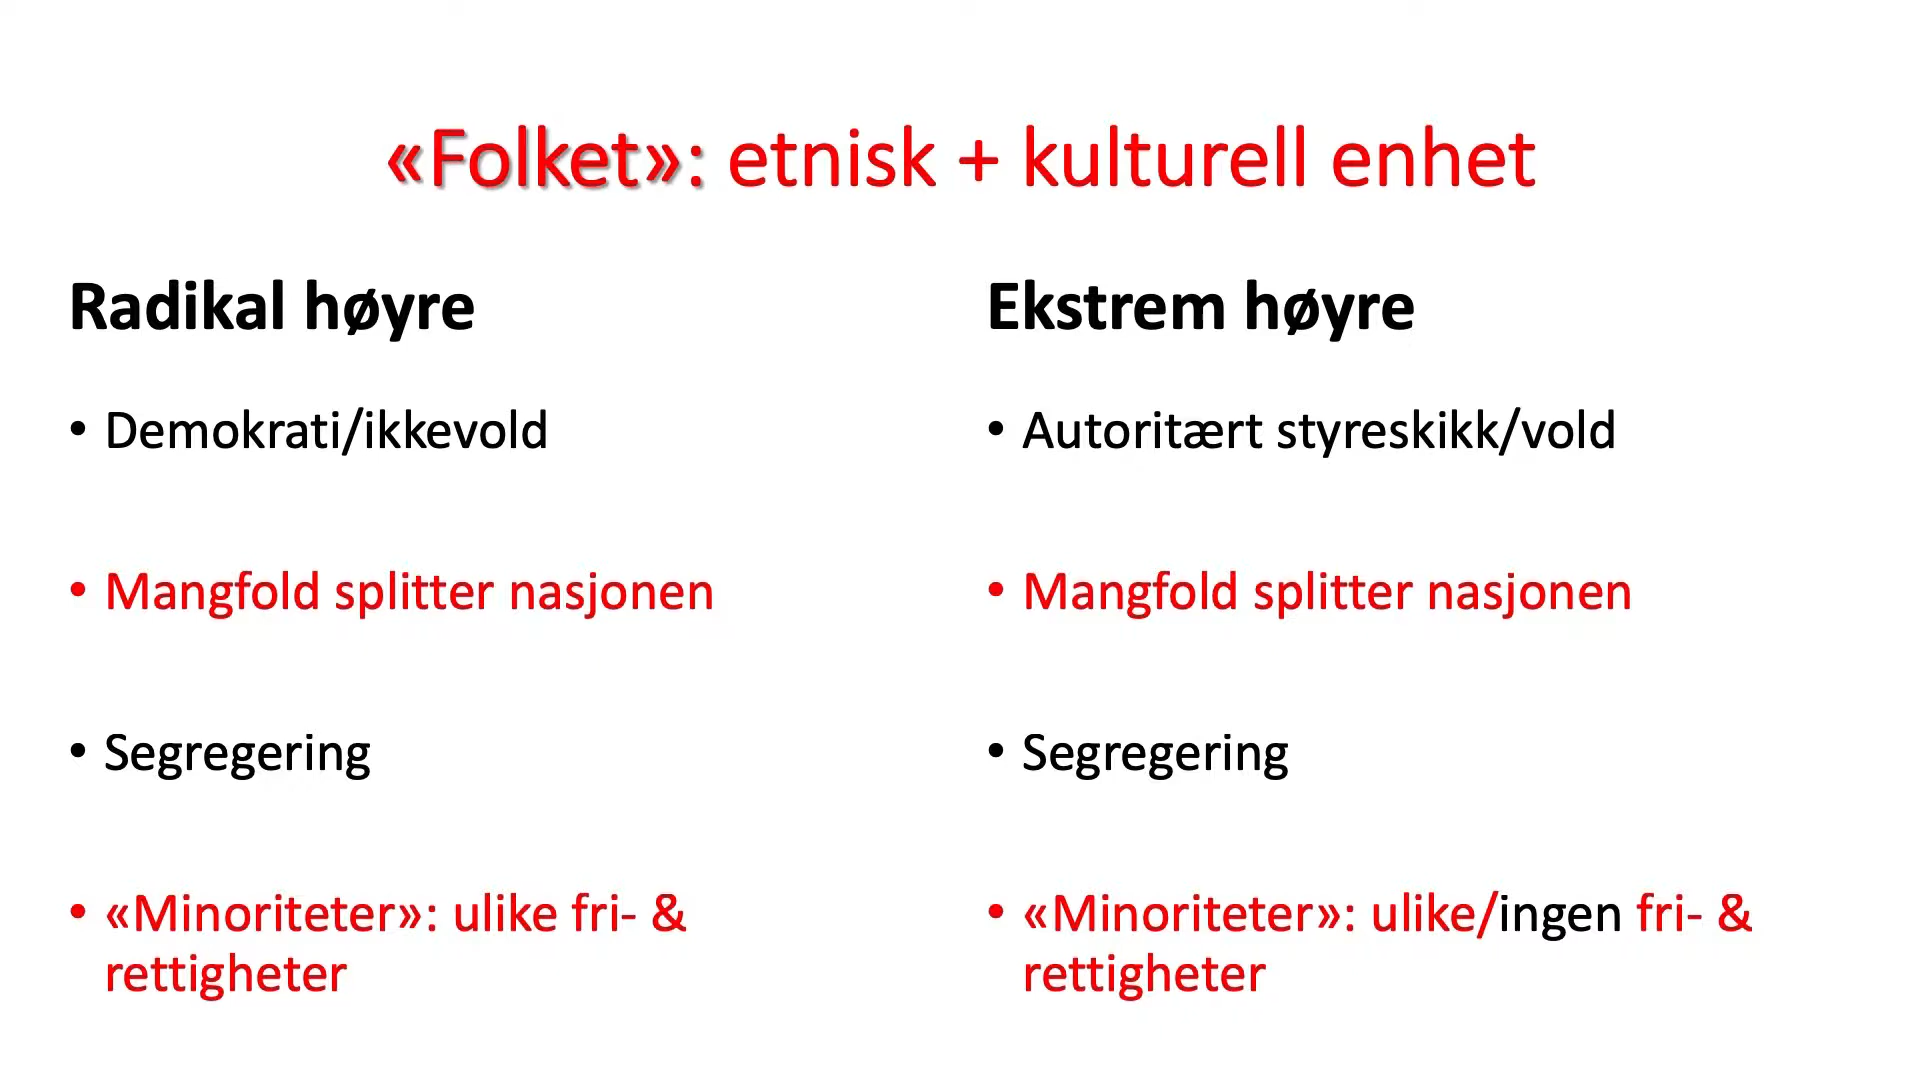 «Folket»: etnisk + kulturell enhet
Radikal høyre
• Demokrati/ikkevold
• Mangfold splitter nasjonen
• Segregering
• «Minoriteter»: ulike fri- &
rettigheter
Ekstrem høyre
• Autoritært styreskikk/vold
• Mangfold splitter nasjonen
• Segregering
• «Minoriteter»: ulike/ingen fri- &
rettigheter